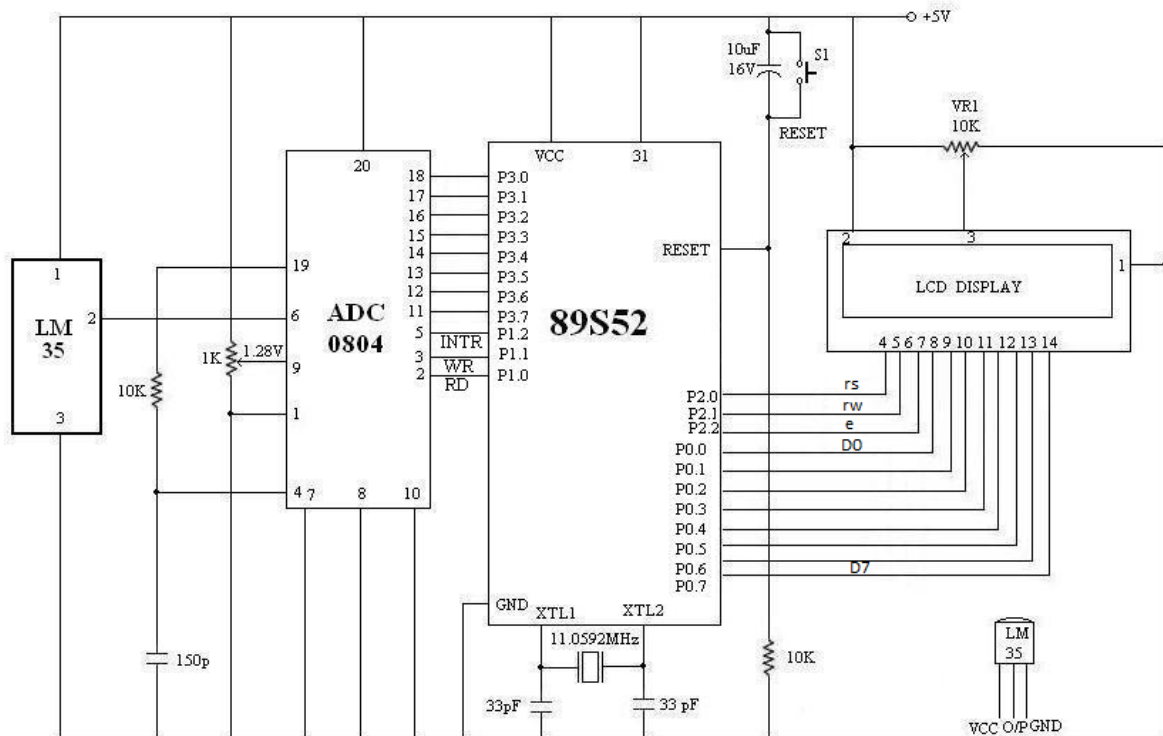 +5V
10uF
16V
S1
RESET
VR1
10K
1
LM
35
2
3
20
19
6
9
1
4
7
8
10
ADC
0804
18
17
16
15
14
13
12
11
5
3
2
10K
1K
1.28V
150p
INTR
WR
RD
VCC
31
P3.0
P3.1
P3.2
P3.3
P3.4
P3.5
P3.6
P3.7
P1.2
P1.1
P1.0
89S52
RESET
P2.0
P2.1
P2.2
P0.0
P0.1
P0.2
P0.3
P0.4
P0.5
P0.6
P0.7
GND
XTL1
XTL2
11.0592MHz
33pF
33 pF
10K
2
3
1
LCD DISPLAY
4 5 6 7 8 9 10 11 12 13 14
rs
rw
e
D0
D7
LM
35
VCC O/P GND